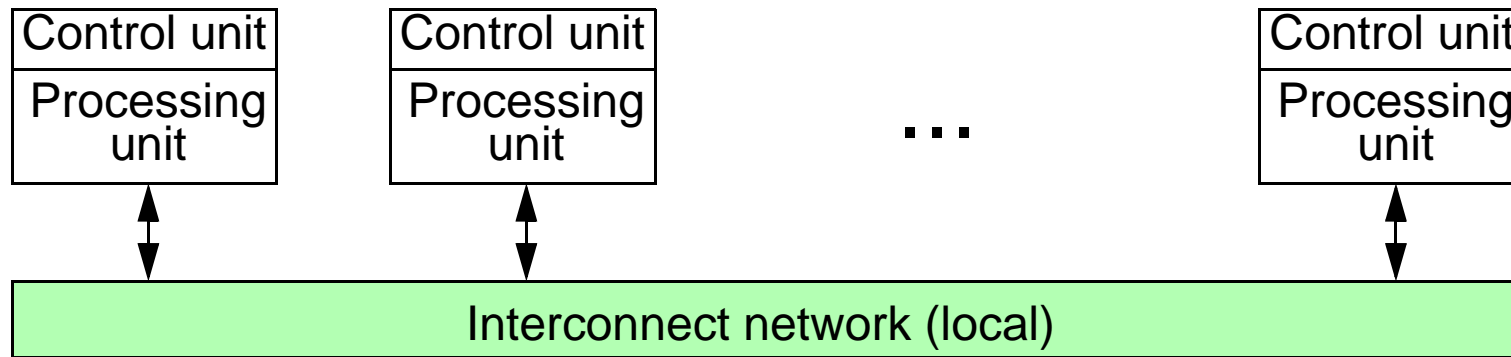 Control unit
Processing
unit
Control unit
Processing
unit
...
Control unit
Processing
unit
Interconnect network (local)